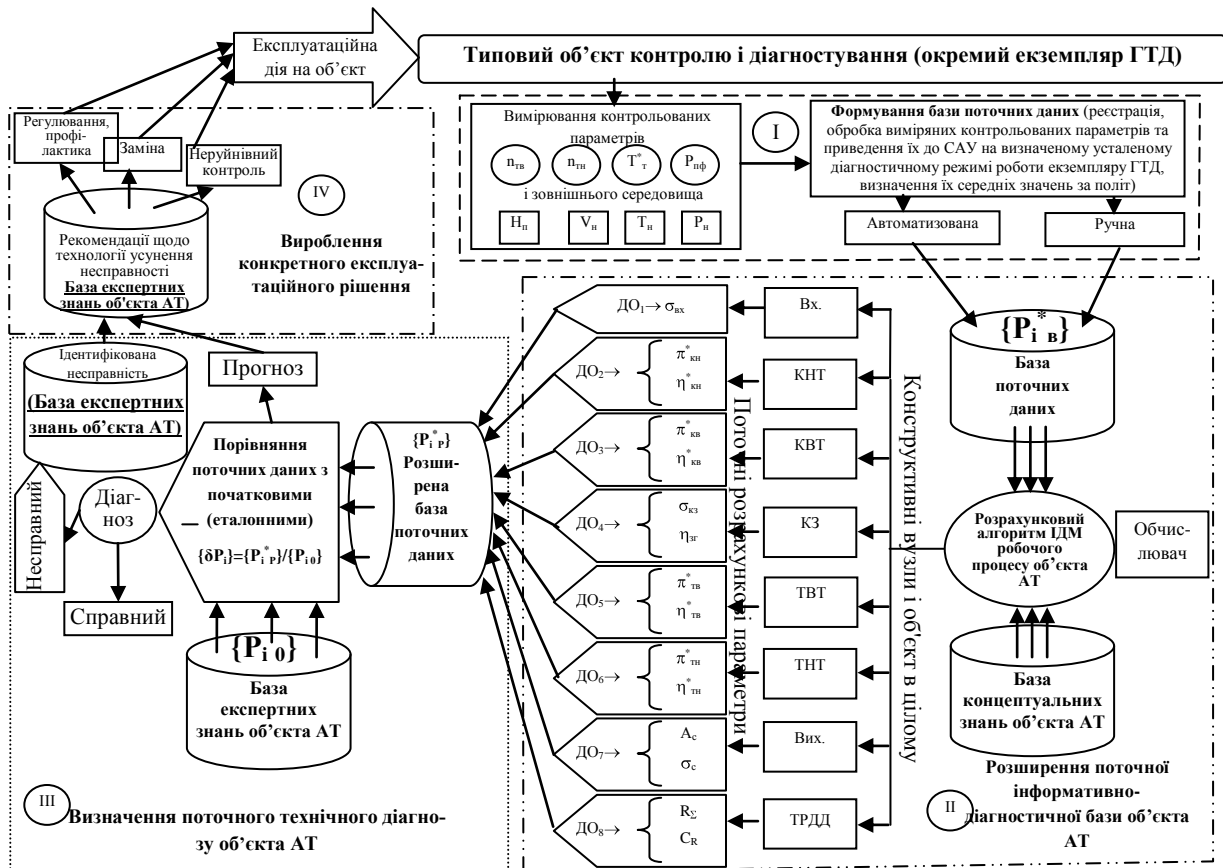 Експлуатаційна
дія на об’єкт
Типовий об’єкт контролю і діагностування (окремий екземпляр ГТД)
Регулювання,
профі-
лактика
Заміна
Неруйнівний
контроль
IV
Вироблення
конкретного експлуа-
таційного рішення
Рекомендації щодо
технології усунення
несправності
База експертних
знань об'єкта АТ)
Вимірювання контрольованих
параметрів
n тв
n тн
T*т
P пф
і зовнішнього середовища
H п
V н
T н
P н
I
Формування бази поточних даних (реєстрація,
обробка виміряних контрольованих параметрів та
приведення їх до САУ на визначеному усталеному
діагностичному режимі роботи екземпляру ГТД,
визначення їх середніх значень за політ)
Автоматизована
Ручна
{P i * в}
База
поточних
даних
Розрахунковий
алгоритм ІДМ
робочого
процесу об’єкта
АТ
Обчис-
лювач
База
концептуальних
знань об’єкта АТ
Розширення поточної
інформативно-
діагностичної бази об’єкта
АТ
II
Конструктивні вузли і об'єкт в цілому
Вх.
КНТ
КВТ
КЗ
ТВТ
ТНТ
Вих.
ТРДД
Поточні розрахункові параметри
ДО1→ σвх
ДО2→ π*кн
η*кн
ДО3→ π*кв
η*кв
ДО4→ σкз
ηзг
ДО5→ π*тв
η*тв
ДО6→ π*тн
η*тн
ДО7→ Aс
σс
ДО8→ RΣ
CR
{P i * P}
Розши-
рена
база
поточних
даних
Ідентифікована
несправність
(База експертних
знань об’єкта АТ)
Прогноз
Порівняння
поточних даних з
початковими
(еталонними)
{δPi}={Pi*P}/{Pi 0}
Діаг-
ноз
Несправний
Справний
{P i 0}
База
експертних
знань об’єкта АТ
III
Визначення поточного технічного діагно-
зу об’єкта АТ